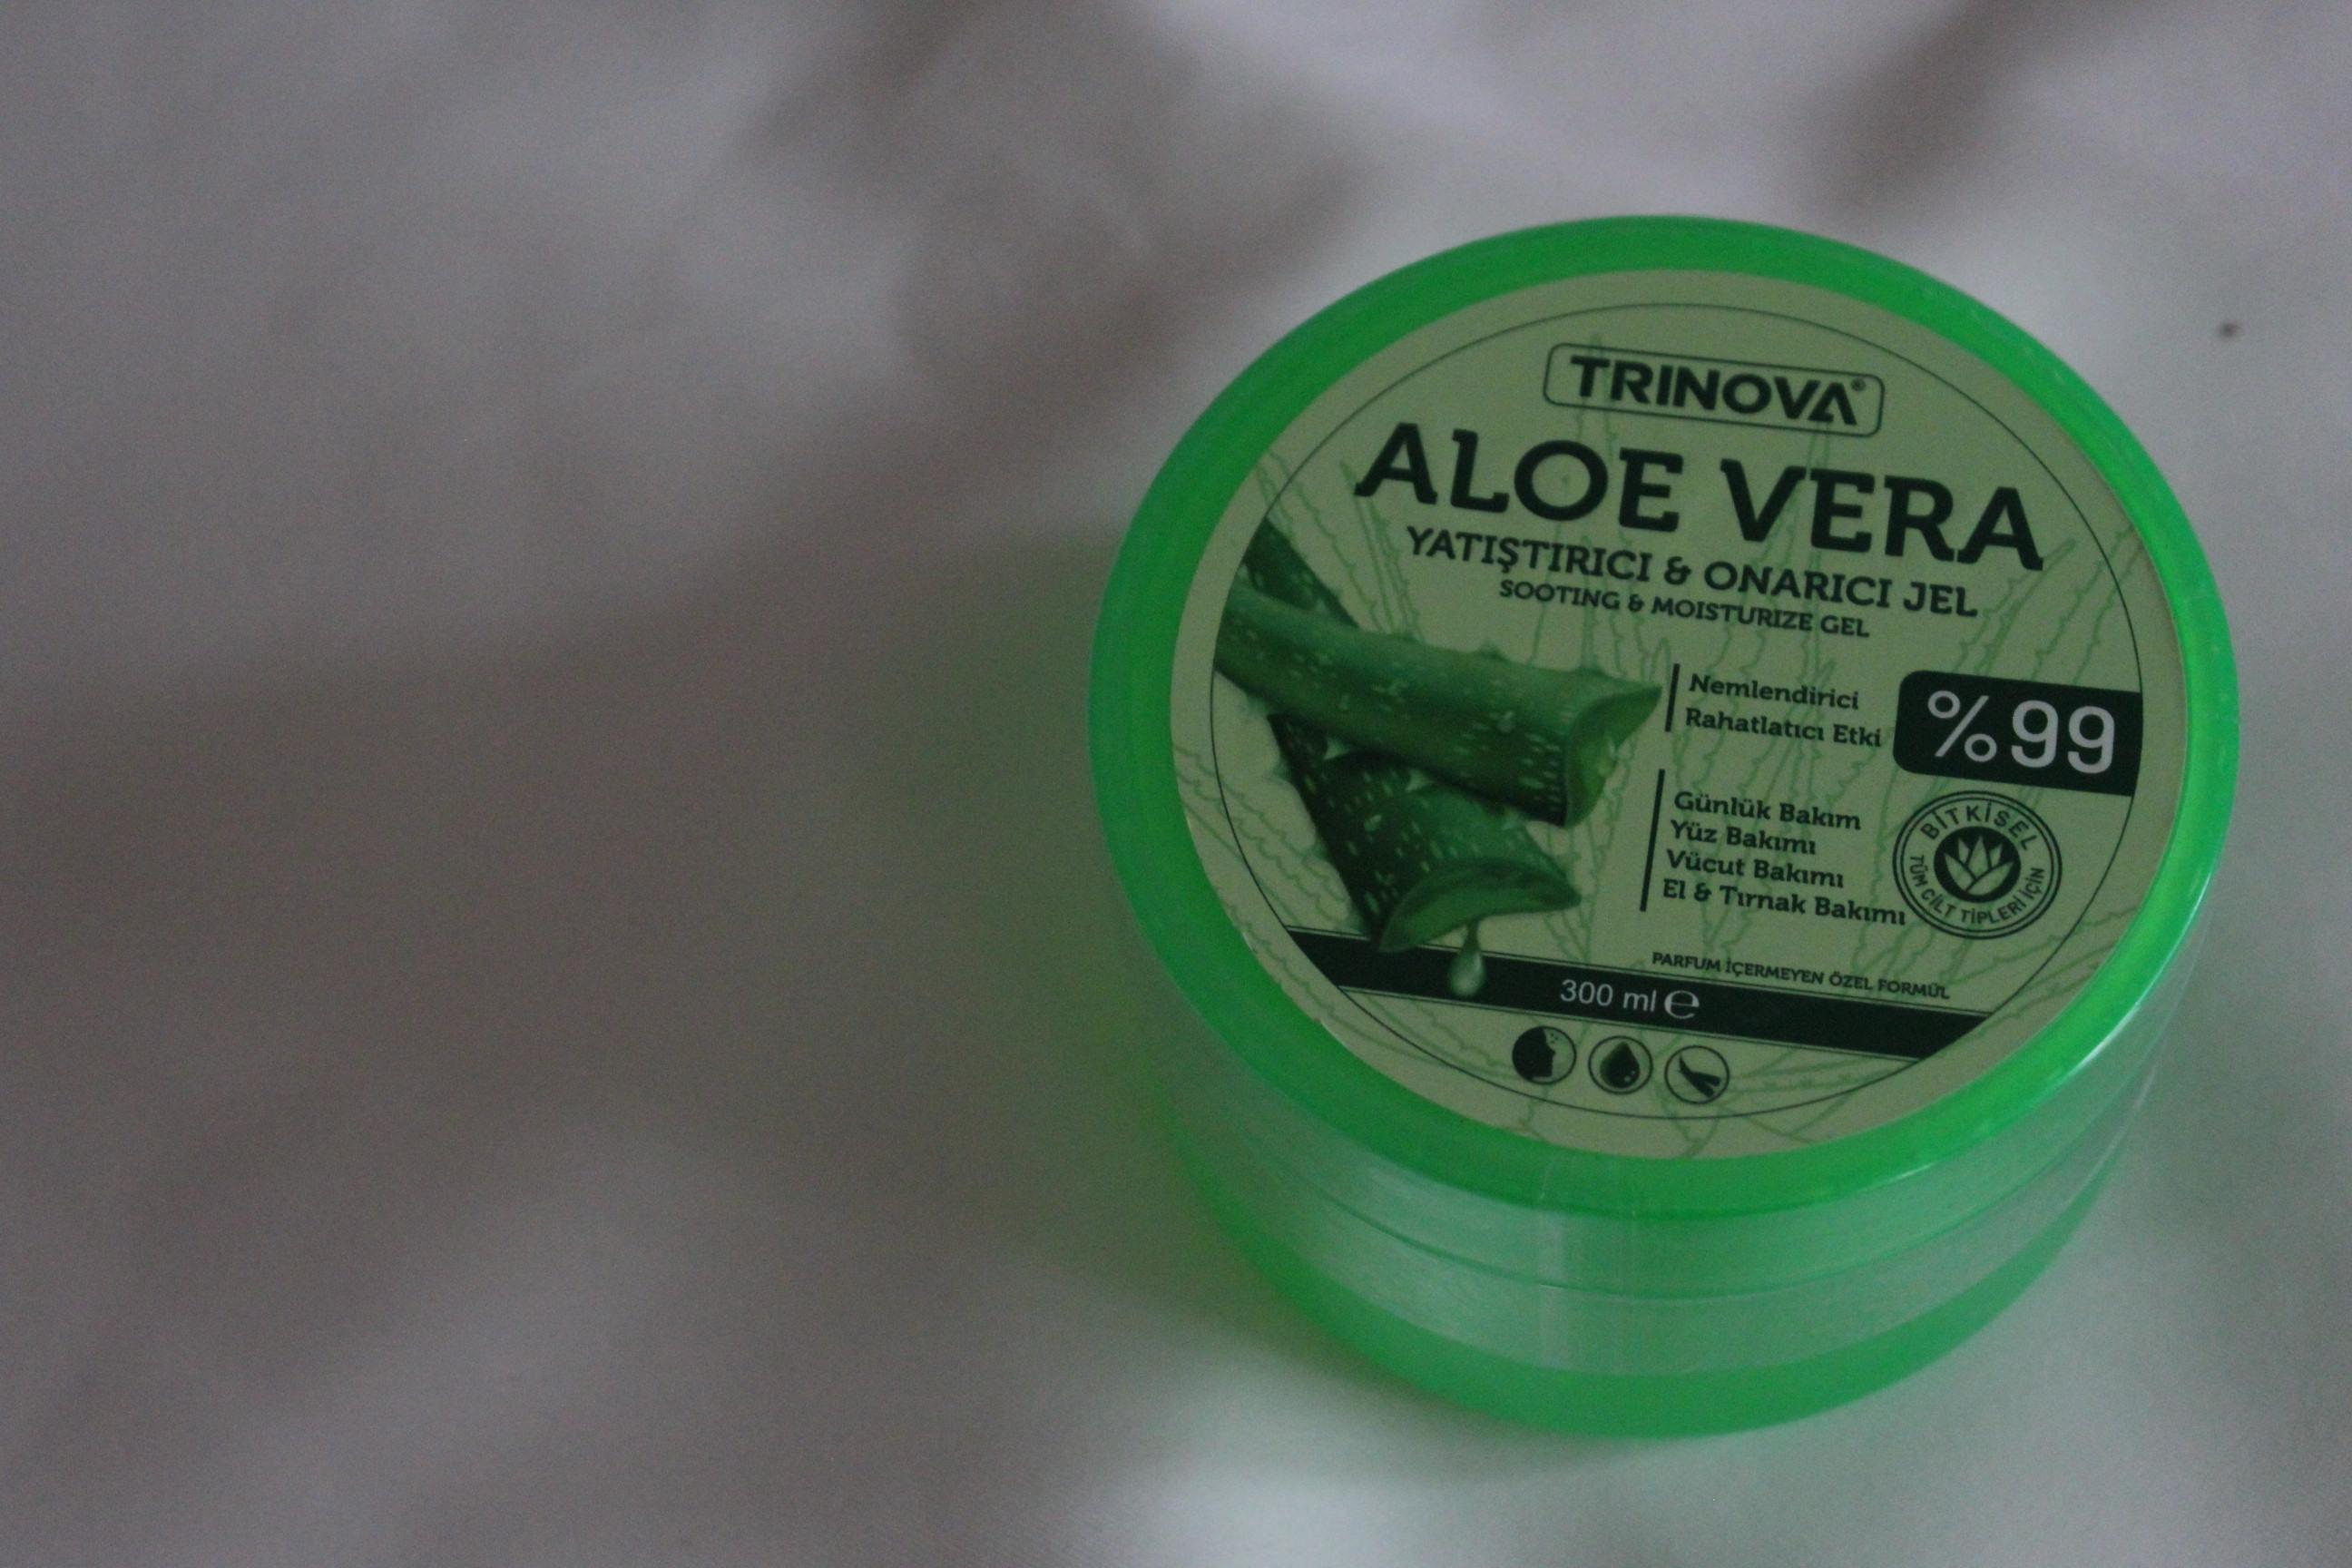 TRINOVA®
ALOE VERA
YATIŞTIRICI & ONARICI JEL
SOOTING & MOISTURIZE GEL
Nemlendirici
Rahatlatıcı Etki
%99
Günlük Bakım
Yüz Bakımı
Vücut Bakımı
El & Tırnak Bakımı
BİTKİSEL
TÜM CİLT TİPLERİ İÇİN
PARFUM İÇERMEYEN ÖZEL FORMÜL
300 ml ℮